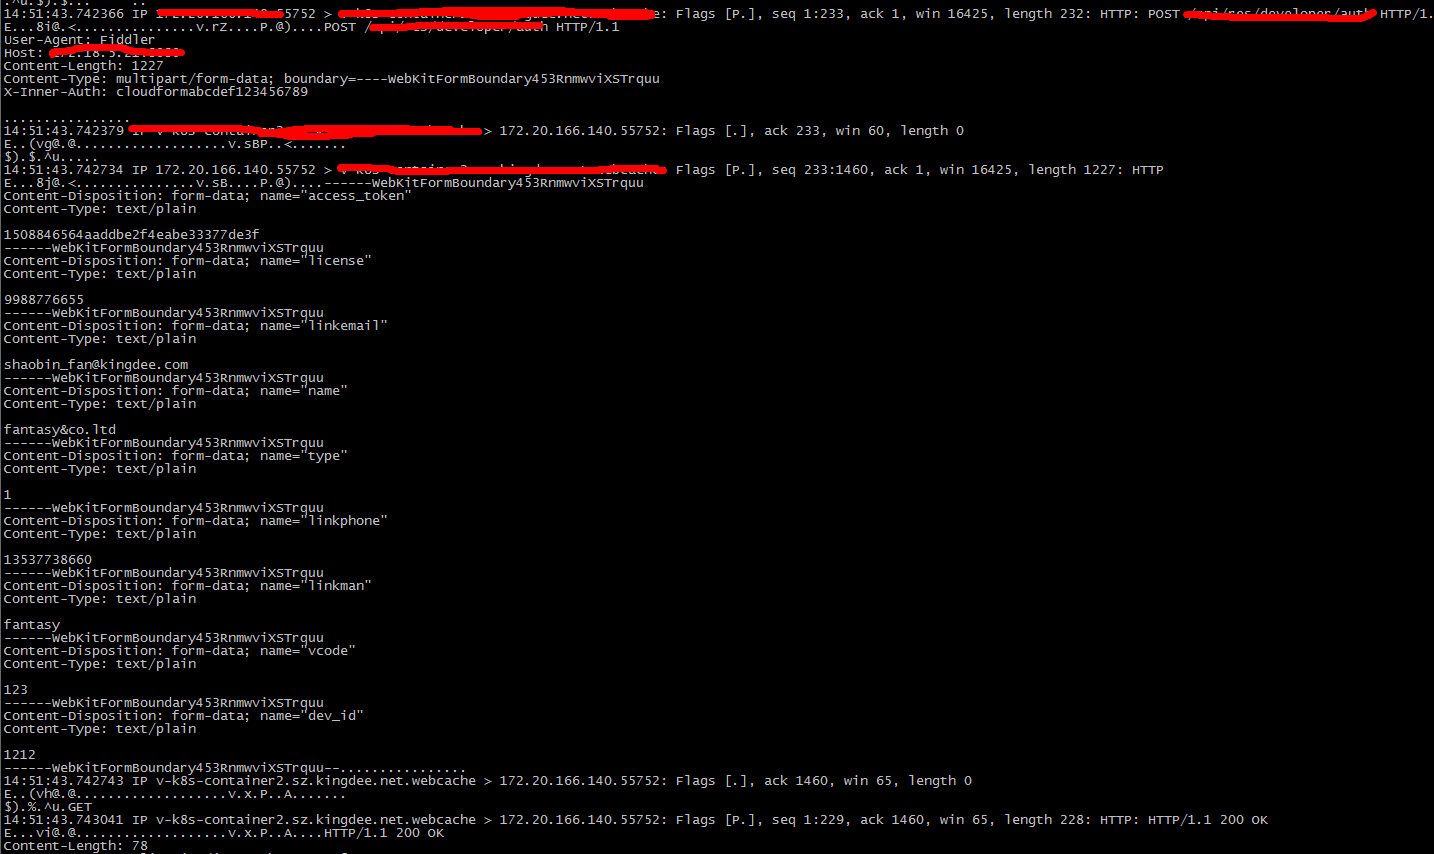 14:51:43.742366 IP 55752 > : Flags [P.], seq 1:233, ack 1, win 16425, length 232: HTTP: POST HTTP/1.
E...8i@.<...............v.rZ....P.@)....POST / HTTP/1.1
User-Agent: Fiddler
Host:
Content-Length: 1227
Content-Type: multipart/form-data; boundary=----WebKitFormBoundary453RnmwviXSTrquu
X-Inner-Auth: cloudformabcdef123456789
................
14:51:43.742379 IP > 172.20.166.140.55752: Flags [.], ack 233, win 60, length 0
E..(vg@.@....................v.sBP..<.......
$).$.^u.....
14:51:43.742734 IP 172.20.166.140.55752 > : Flags [P.], seq 233:1460, ack 1, win 16425, length 1227: HTTP
E...8j@.<...............v.sB....P.@)....------WebKitFormBoundary453RnmwviXSTrquu
Content-Disposition: form-data; name="access_token"
Content-Type: text/plain
1508846564aaddbe2f4eabe33377de3f
------WebKitFormBoundary453RnmwviXSTrquu
Content-Disposition: form-data; name="license"
Content-Type: text/plain
9988776655
------WebKitFormBoundary453RnmwviXSTrquu
Content-Disposition: form-data; name="linkemail"
Content-Type: text/plain
shaobin_fan@kingdee.com
------WebKitFormBoundary453RnmwviXSTrquu
Content-Disposition: form-data; name="name"
Content-Type: text/plain
fantasy&co.ltd
------WebKitFormBoundary453RnmwviXSTrquu
Content-Disposition: form-data; name="type"
Content-Type: text/plain
1
------WebKitFormBoundary453RnmwviXSTrquu
Content-Disposition: form-data; name="linkphone"
Content-Type: text/plain
13537738660
------WebKitFormBoundary453RnmwviXSTrquu
Content-Disposition: form-data; name="linkman"
Content-Type: text/plain
fantasy
------WebKitFormBoundary453RnmwviXSTrquu
Content-Disposition: form-data; name="vcode"
Content-Type: text/plain
123
------WebKitFormBoundary453RnmwviXSTrquu
Content-Disposition: form-data; name="dev_id"
Content-Type: text/plain
1212
------WebKitFormBoundary453RnmwviXSTrquu--................
14:51:43.742743 IP v-k8s-container2.sz.kingdee.net.webcache > 172.20.166.140.55752: Flags [.], ack 1460, win 65, length 0
E..(vh@.@....................v.x.P..A.......
$).%.^u.GET
14:51:43.743041 IP v-k8s-container2.sz.kingdee.net.webcache > 172.20.166.140.55752: Flags [P.], seq 1:229, ack 1460, win 65, length 228: HTTP: HTTP/1.1 200 OK
E...vi@.@....................v.x.P..A....HTTP/1.1 200 OK
Content-Length: 78